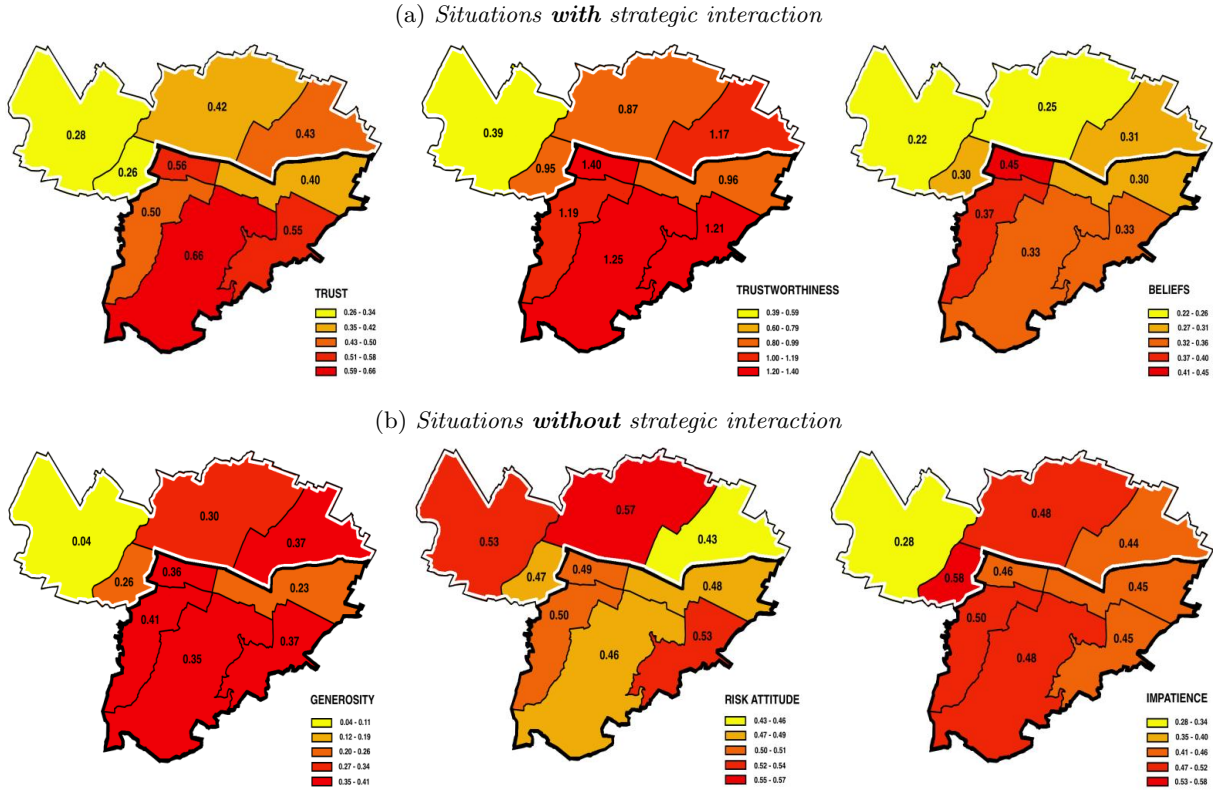 (a) Situations with strategic interaction
0.28
0.42
0.43
0.26
0.56
0.40
0.50
0.55
0.66
TRUST
0.26 - 0.34
0.35 - 0.42
0.43 - 0.50
0.51 - 0.58
0.59 - 0.66
0.39
0.87
1.17
0.95
1.40
0.96
1.19
1.21
1.25
TRUSTWORTHINESS
0.39 - 0.59
0.60 - 0.79
0.80 - 0.99
1.00 - 1.19
1.20 - 1.40
0.22
0.25
0.31
0.30
0.45
0.30
0.37
0.33
0.33
BELIEFS
0.22 - 0.26
0.27 - 0.31
0.32 - 0.36
0.37 - 0.40
0.41 - 0.45
(b) Situations without strategic interaction
0.04
0.30
0.37
0.26
0.36
0.23
0.41
0.37
0.35
GENEROSITY
0.04 - 0.11
0.12 - 0.19
0.20 - 0.26
0.27 - 0.34
0.35 - 0.41
0.53
0.57
0.43
0.47
0.49
0.48
0.50
0.53
0.46
RISK ATTITUDE
0.43 - 0.46
0.47 - 0.49
0.50 - 0.51
0.52 - 0.54
0.55 - 0.57
0.28
0.48
0.44
0.58
0.46
0.45
0.50
0.45
0.48
IMPATIENCE
0.28 - 0.34
0.35 - 0.40
0.41 - 0.46
0.47 - 0.52
0.53 - 0.58